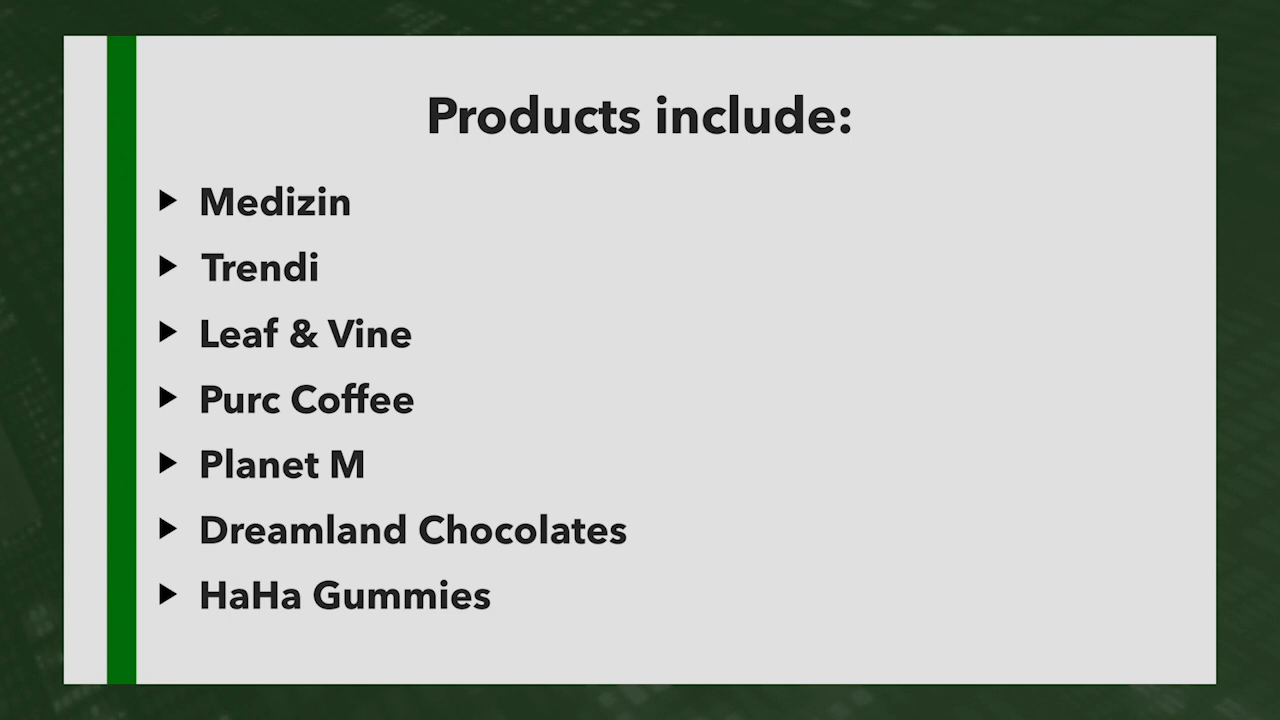 Products include:
Medizin
Trendi
Leaf & Vine
Purc Coffee
Planet M
Dreamland Chocolates
HaHa Gummies